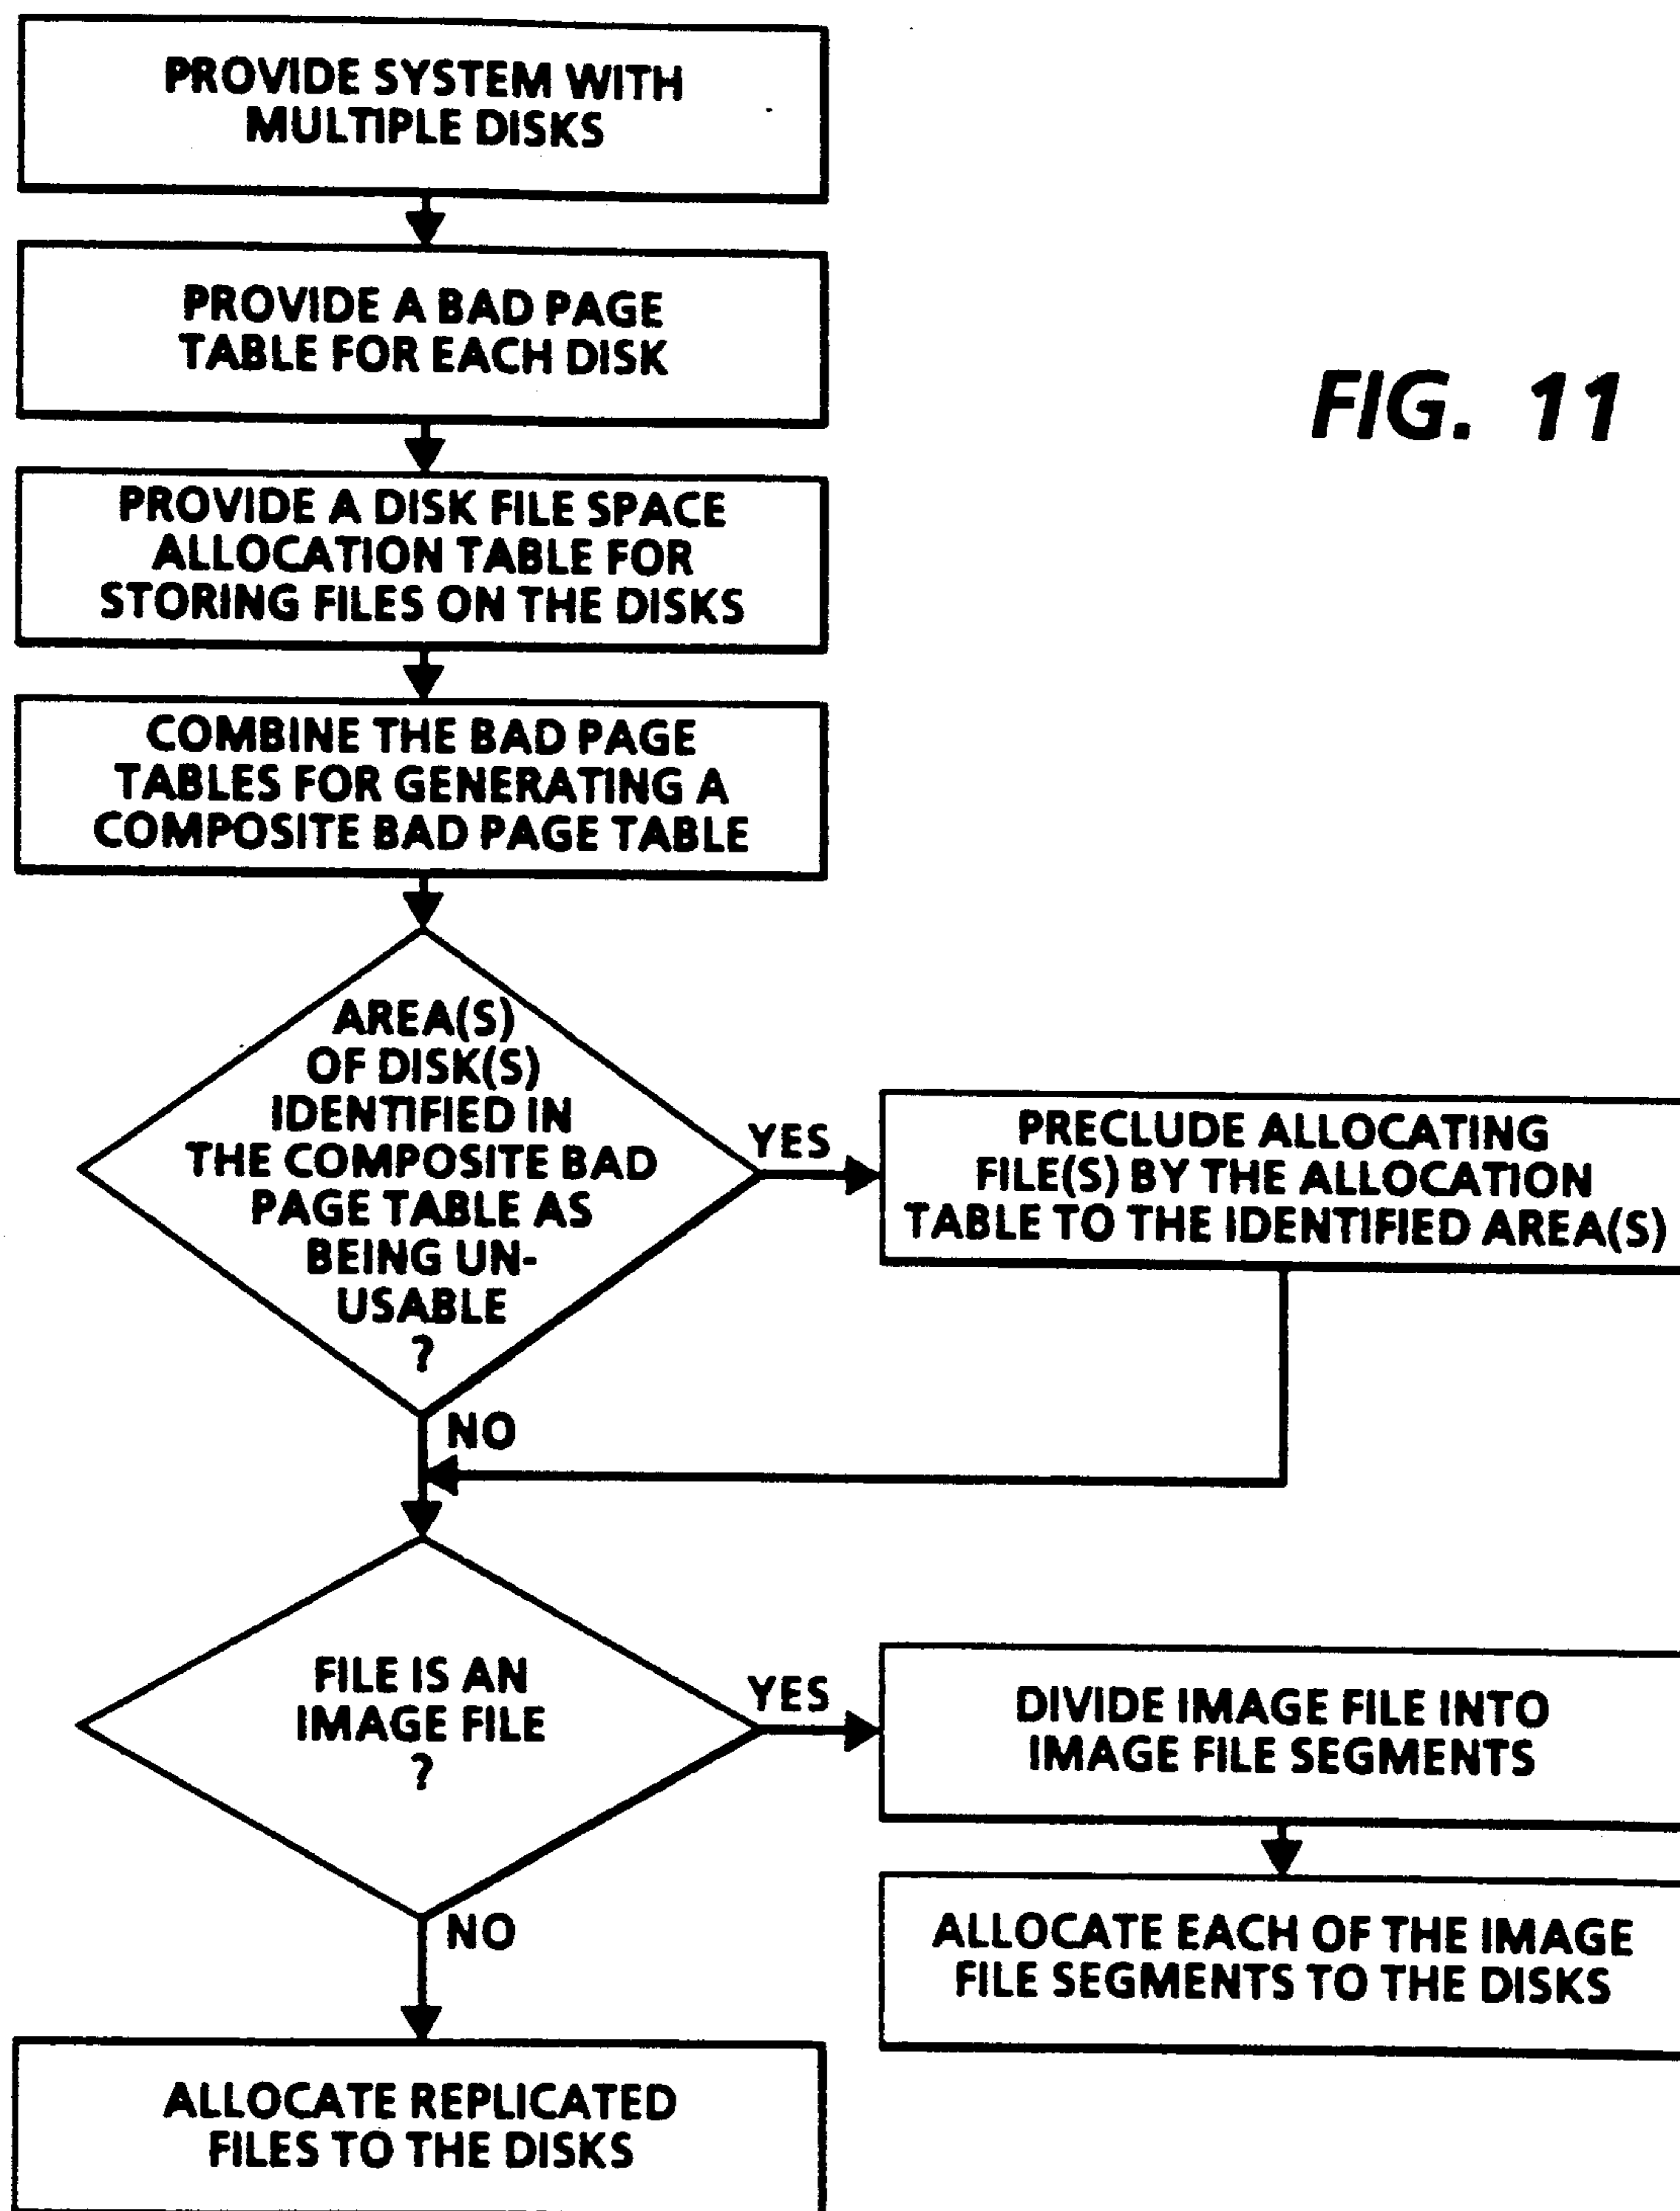 PROVIDE SYSTEM WITH
MULTIPLE DISKS
PROVIDE A BAD PAGE
TABLE FOR EACH DISK
FIG. 11
PROVIDE A DISK FILE SPACE
ALLOCATION TABLE FOR
STORING FILES ON THE DISKS
COMBINE THE BAD PAGE
TABLES FOR GENERATING A
COMPOSITE BAD PAGE TABLE
AREA(S)
OF DISK(S)
IDENTIFIED IN
THE COMPOSITE BAD
PAGE TABLE AS
BEING UN-
USABLE
?
YES
PRECLUDE ALLOCATING
FILE(S) BY THE ALLOCATION
TABLE TO THE IDENTIFIED AREA(S)
NO
FILE IS AN
IMAGE FILE
?
YES
DIVIDE IMAGE FILE INTO
IMAGE FILE SEGMENTS
ALLOCATE EACH OF THE IMAGE
FILE SEGMENTS TO THE DISKS
NO
ALLOCATE REPLICATED
FILES TO THE DISKS